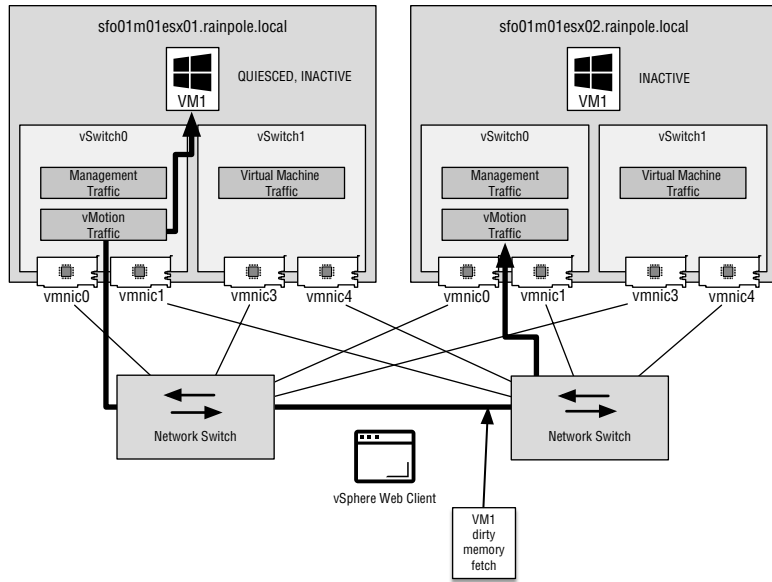 sfo01m01esx01.rainpole.local
VM1
QUIESCED, INACTIVE
vSwitch0
Management
Traffic
vMotion
Traffic
vSwitch1
Virtual Machine
Traffic
vmnic0
vmnic1
vmnic3
vmnic4
sfo01m01esx02.rainpole.local
VM1
INACTIVE
vSwitch0
Management
Traffic
vMotion
Traffic
vSwitch1
Virtual Machine
Traffic
vmnic0
vmnic1
vmnic3
vmnic4
Network Switch
Network Switch
vSphere Web Client
VM1
dirty
memory
fetch